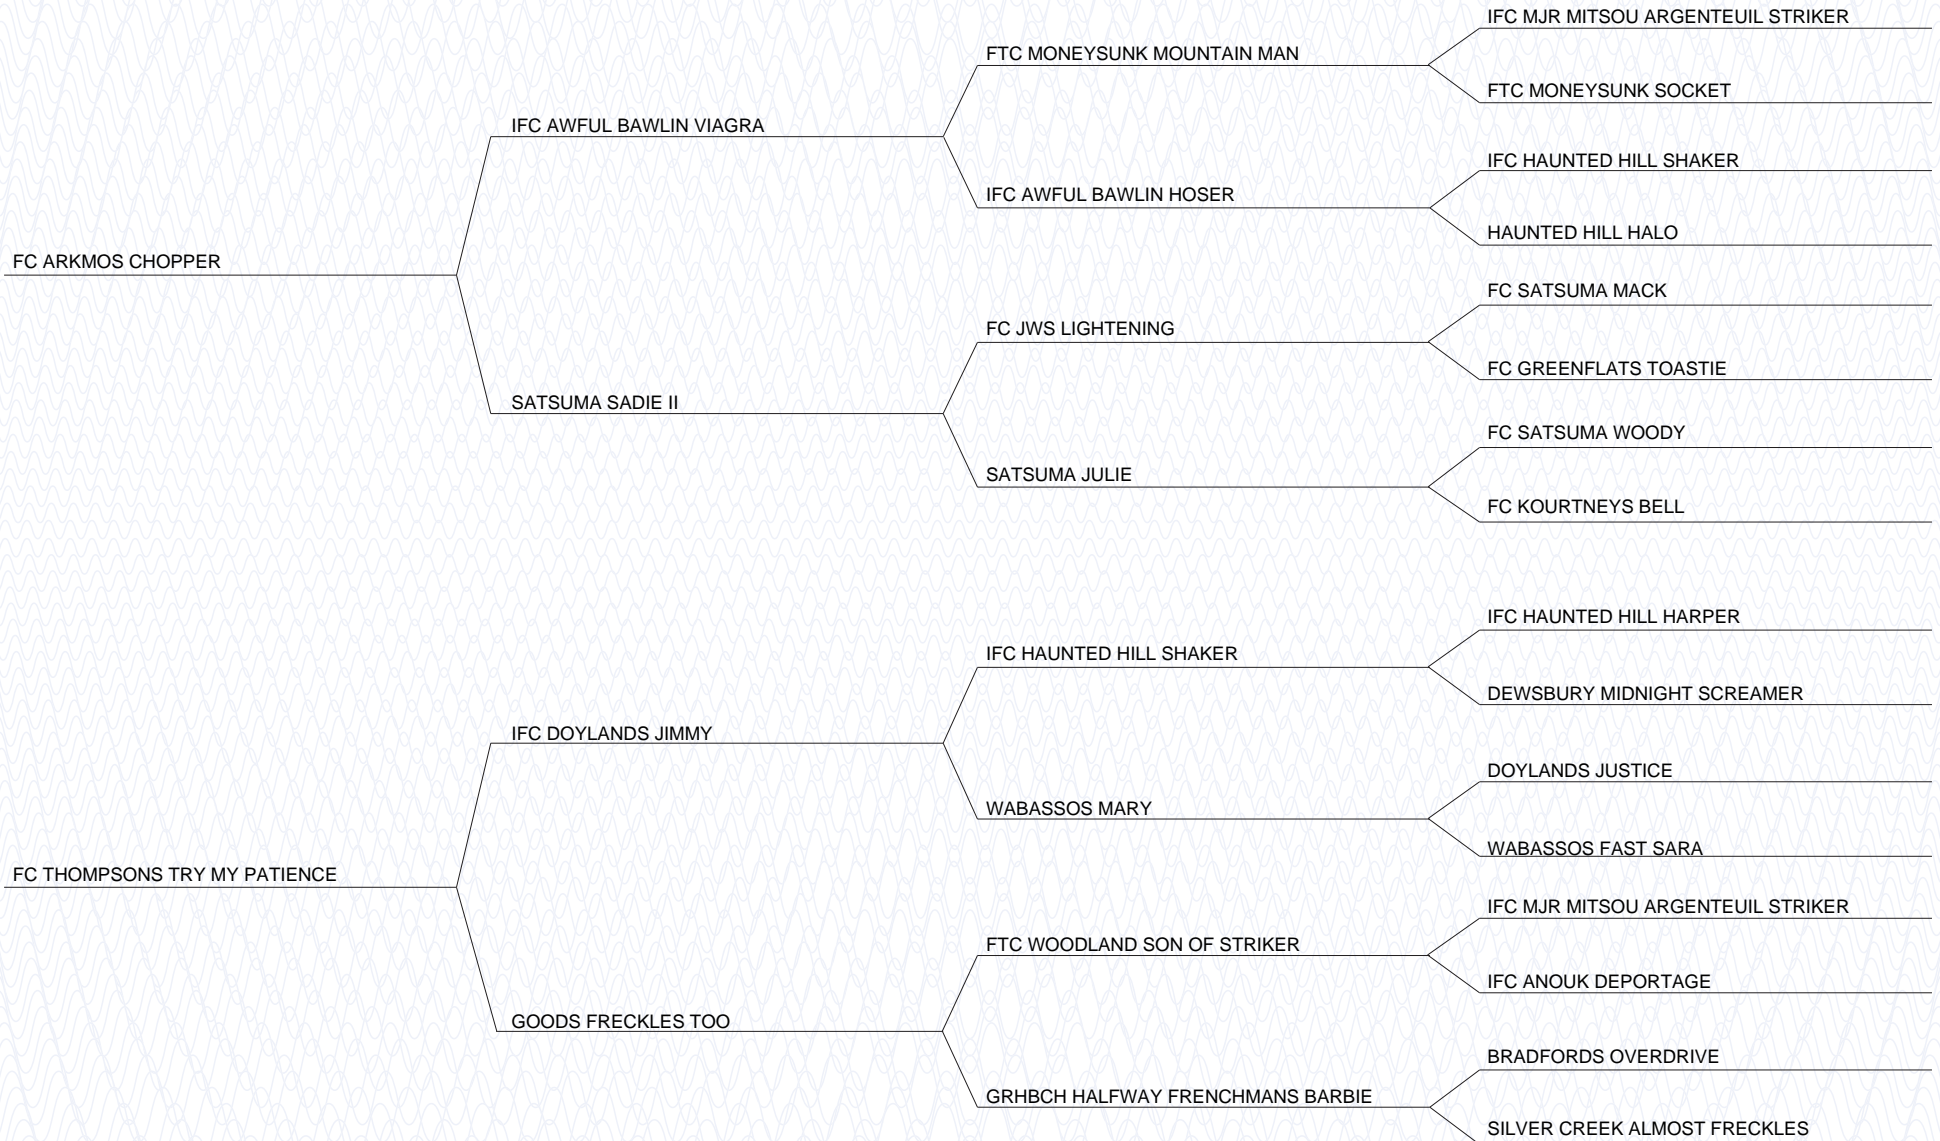 IFC MJR MITSOU ARGENTEUIL STRIKER
FTC MONEYSUNK MOUNTAIN MAN
FTC MONEYSUNK SOCKET
IFC AWFUL BAWLIN VIAGRA
IFC HAUNTED HILL SHAKER
IFC AWFUL BAWLIN HOSER
HAUNTED HILL HALO
FC ARKMOS CHOPPER
FC SATSUMA MACK
FC JWS LIGHTENING
FC GREENFLATS TOASTIE
SATSUMA SADIE II
FC SATSUMA WOODY
SATSUMA JULIE
FC KOURTNEYS BELL
IFC HAUNTED HILL HARPER
IFC HAUNTED HILL SHAKER
DEWSBURY MIDNIGHT SCREAMER
IFC DOYLANDS JIMMY
DOYLANDS JUSTICE
WABASSOS MARY
WABASSOS FAST SARA
FC THOMPSONS TRY MY PATIENCE
IFC MJR MITSOU ARGENTEUIL STRIKER
FTC WOODLAND SON OF STRIKER
IFC ANOUK DEPORTAGE
GOODS FRECKLES TOO
BRADFORDS OVERDRIVE
GRHBCH HALFWAY FRENCHMANS BARBIE
SILVER CREEK ALMOST FRECKLES